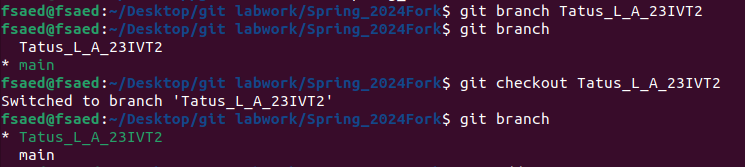 fsaed@fsaed:~/Desktop/git labwork/Spring_2024Fork$ git branch Tatus_L_A_23IVT2
fsaed@fsaed:~/Desktop/git labwork/Spring_2024Fork$ git branch
  Tatus_L_A_23IVT2
* main
fsaed@fsaed:~/Desktop/git labwork/Spring_2024Fork$ git checkout Tatus_L_A_23IVT2
Switched to branch 'Tatus_L_A_23IVT2'
fsaed@fsaed:~/Desktop/git labwork/Spring_2024Fork$ git branch
* Tatus_L_A_23IVT2
  main